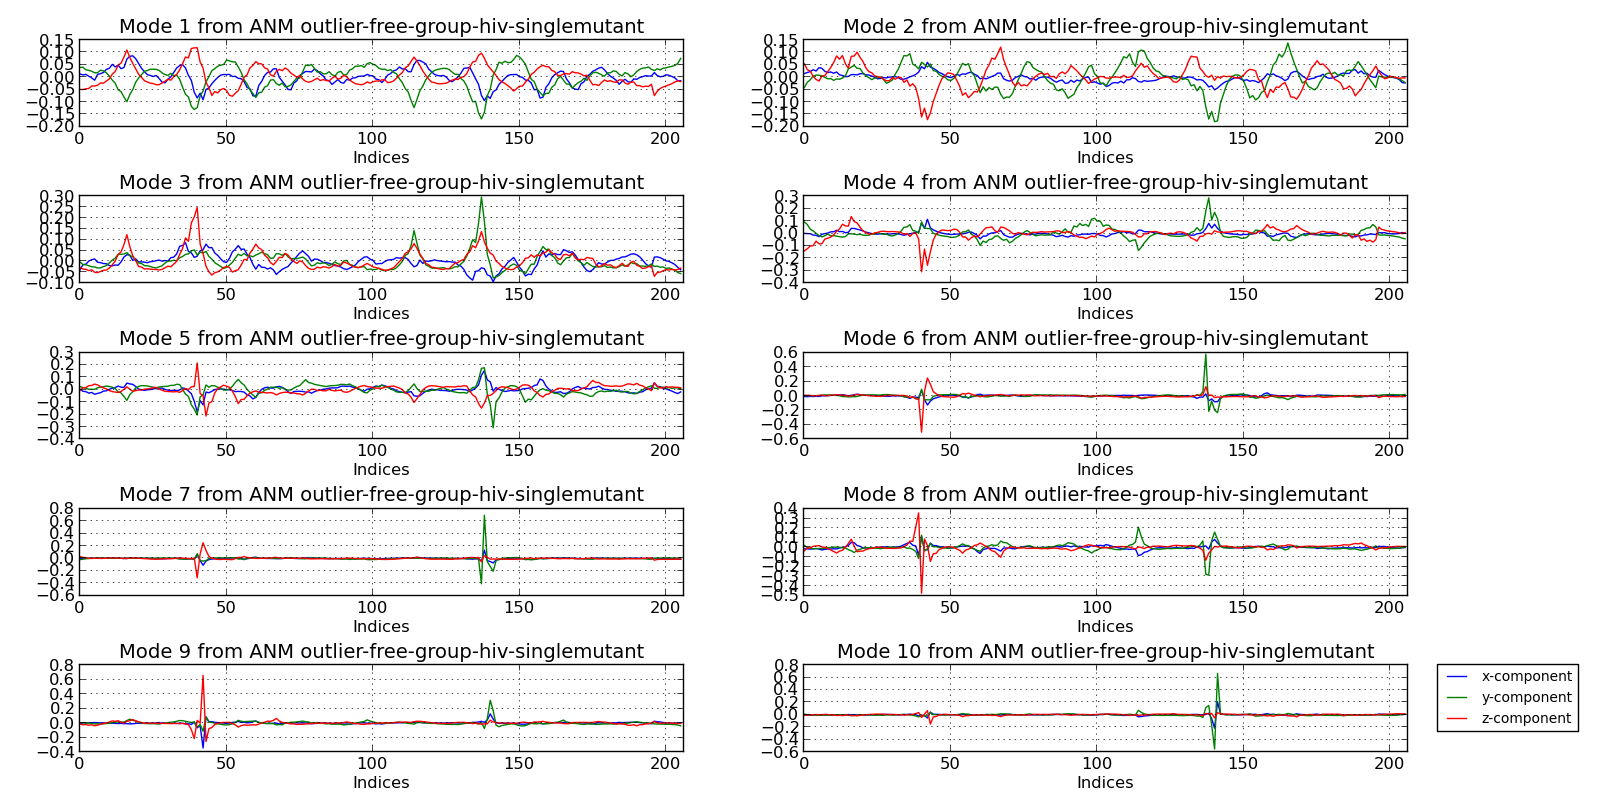 Mode 1 from ANM outlier-free-group-hiv-singlemutant
0.15
0.10
0.05
0.00
−0.05
−0.10
−0.15
−0.20
0 50 100 150 200
Indices
Mode 2 from ANM outlier-free-group-hiv-singlemutant
0.15
0.10
0.05
0.00
−0.05
−0.10
−0.15
−0.20
0 50 100 150 200
Indices
Mode 3 from ANM outlier-free-group-hiv-singlemutant
0.30
0.25
0.20
0.15
0.10
0.05
0.00
−0.05
−0.10
0 50 100 150 200
Indices
Mode 4 from ANM outlier-free-group-hiv-singlemutant
0.3
0.2
0.1
0.0
−0.1
−0.2
−0.3
−0.4
0 50 100 150 200
Indices
Mode 5 from ANM outlier-free-group-hiv-singlemutant
0.3
0.2
0.1
0.0
−0.1
−0.2
−0.3
−0.4
0 50 100 150 200
Indices
Mode 6 from ANM outlier-free-group-hiv-singlemutant
0.6
0.4
0.2
0.0
−0.2
−0.4
−0.6
0 50 100 150 200
Indices
Mode 7 from ANM outlier-free-group-hiv-singlemutant
0.8
0.6
0.4
0.2
0.0
−0.2
−0.4
−0.6
0 50 100 150 200
Indices
Mode 8 from ANM outlier-free-group-hiv-singlemutant
0.4
0.3
0.2
0.1
0.0
−0.1
−0.2
−0.3
−0.4
−0.5
0 50 100 150 200
Indices
Mode 9 from ANM outlier-free-group-hiv-singlemutant
0.8
0.6
0.4
0.2
0.0
−0.2
−0.4
0 50 100 150 200
Indices
Mode 10 from ANM outlier-free-group-hiv-singlemutant
0.8
0.6
0.4
0.2
0.0
−0.2
−0.4
−0.6
0 50 100 150 200
Indices
x-component
y-component
z-component